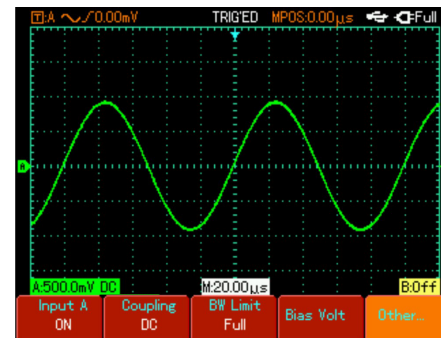 T:A 0.00mV TRIG'ED MPOS:0.00µs Full
A
A:500.0mV DC M:20.00µs B:Off
Input A Coupling BW Limit Bias Volt Other...
ON DC Full